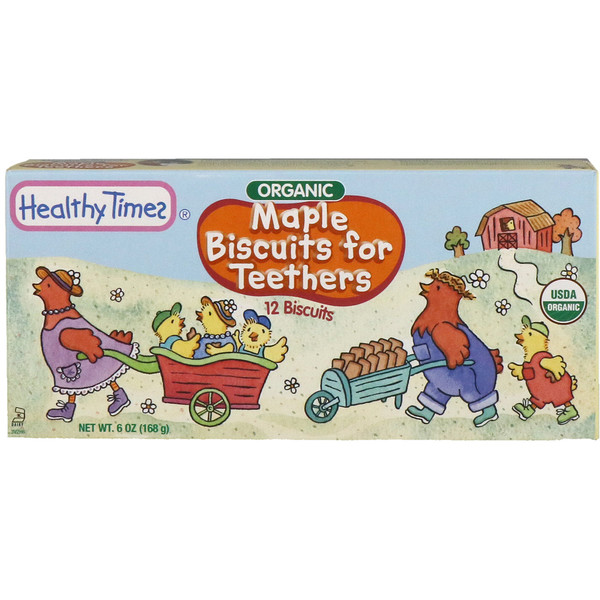 Healthy Times ®
ORGANIC
Maple
Biscuits for
Teethers
12 Biscuits
USDA
ORGANIC
NET WT. 6 OZ (168 g)